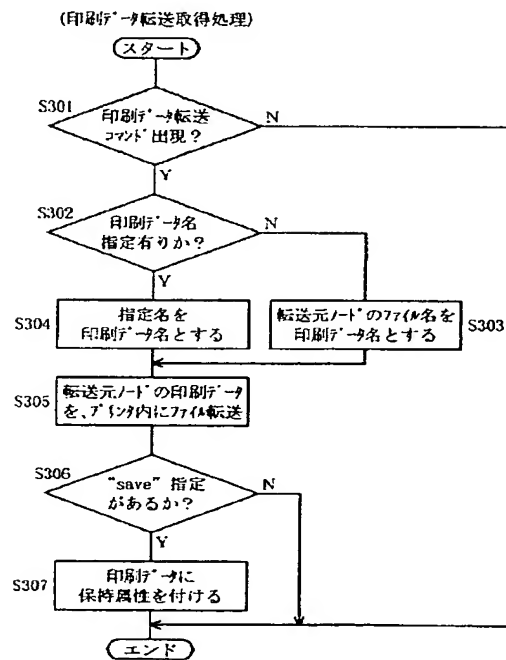 (印刷ﾃﾞｰﾀ転送取得処理)
スタート
S301
印刷ﾃﾞｰﾀ転送
ｺﾏﾝﾄﾞ出現？
N
Y
S302
印刷ﾃﾞｰﾀ名
指定有りか？
N
Y
S304
指定名を
印刷ﾃﾞｰﾀ名とする
転送元ﾉｰﾄﾞのﾌｧｲﾙ名を
印刷ﾃﾞｰﾀ名とする
S303
S305
転送元ﾉｰﾄﾞの印刷ﾃﾞｰﾀ
を､ﾌﾟﾘﾝﾀ内にﾌｧｲﾙ転送
S306
"save" 指定
があるか？
N
Y
S307
印刷ﾃﾞｰﾀに
保持属性を付ける
エンド